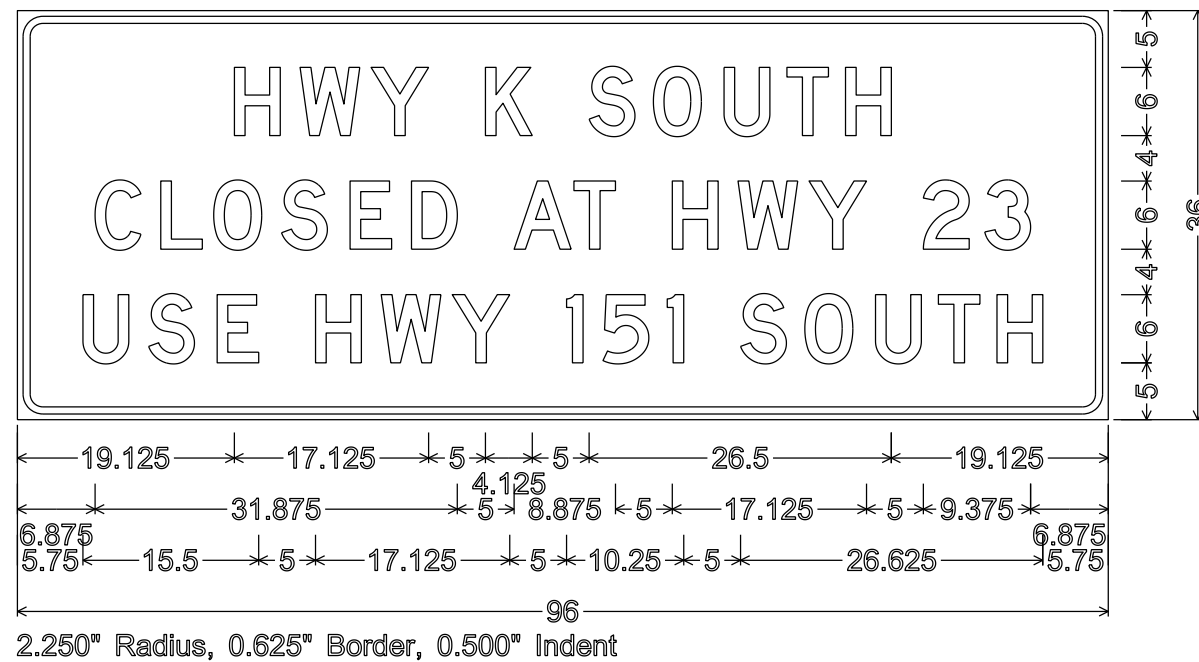 HWY K SOUTH
CLOSED AT HWY 23
USE HWY 151 SOUTH
5
6
4
6
4
6
5
36
19.125 17.125 5 4.125 5 26.5 19.125
6.875 31.875 5 8.875 5 17.125 5 9.375 6.875
5.75 15.5 5 17.125 5 10.25 5 26.625 5.75
96
2.250" Radius, 0.625" Border, 0.500" Indent